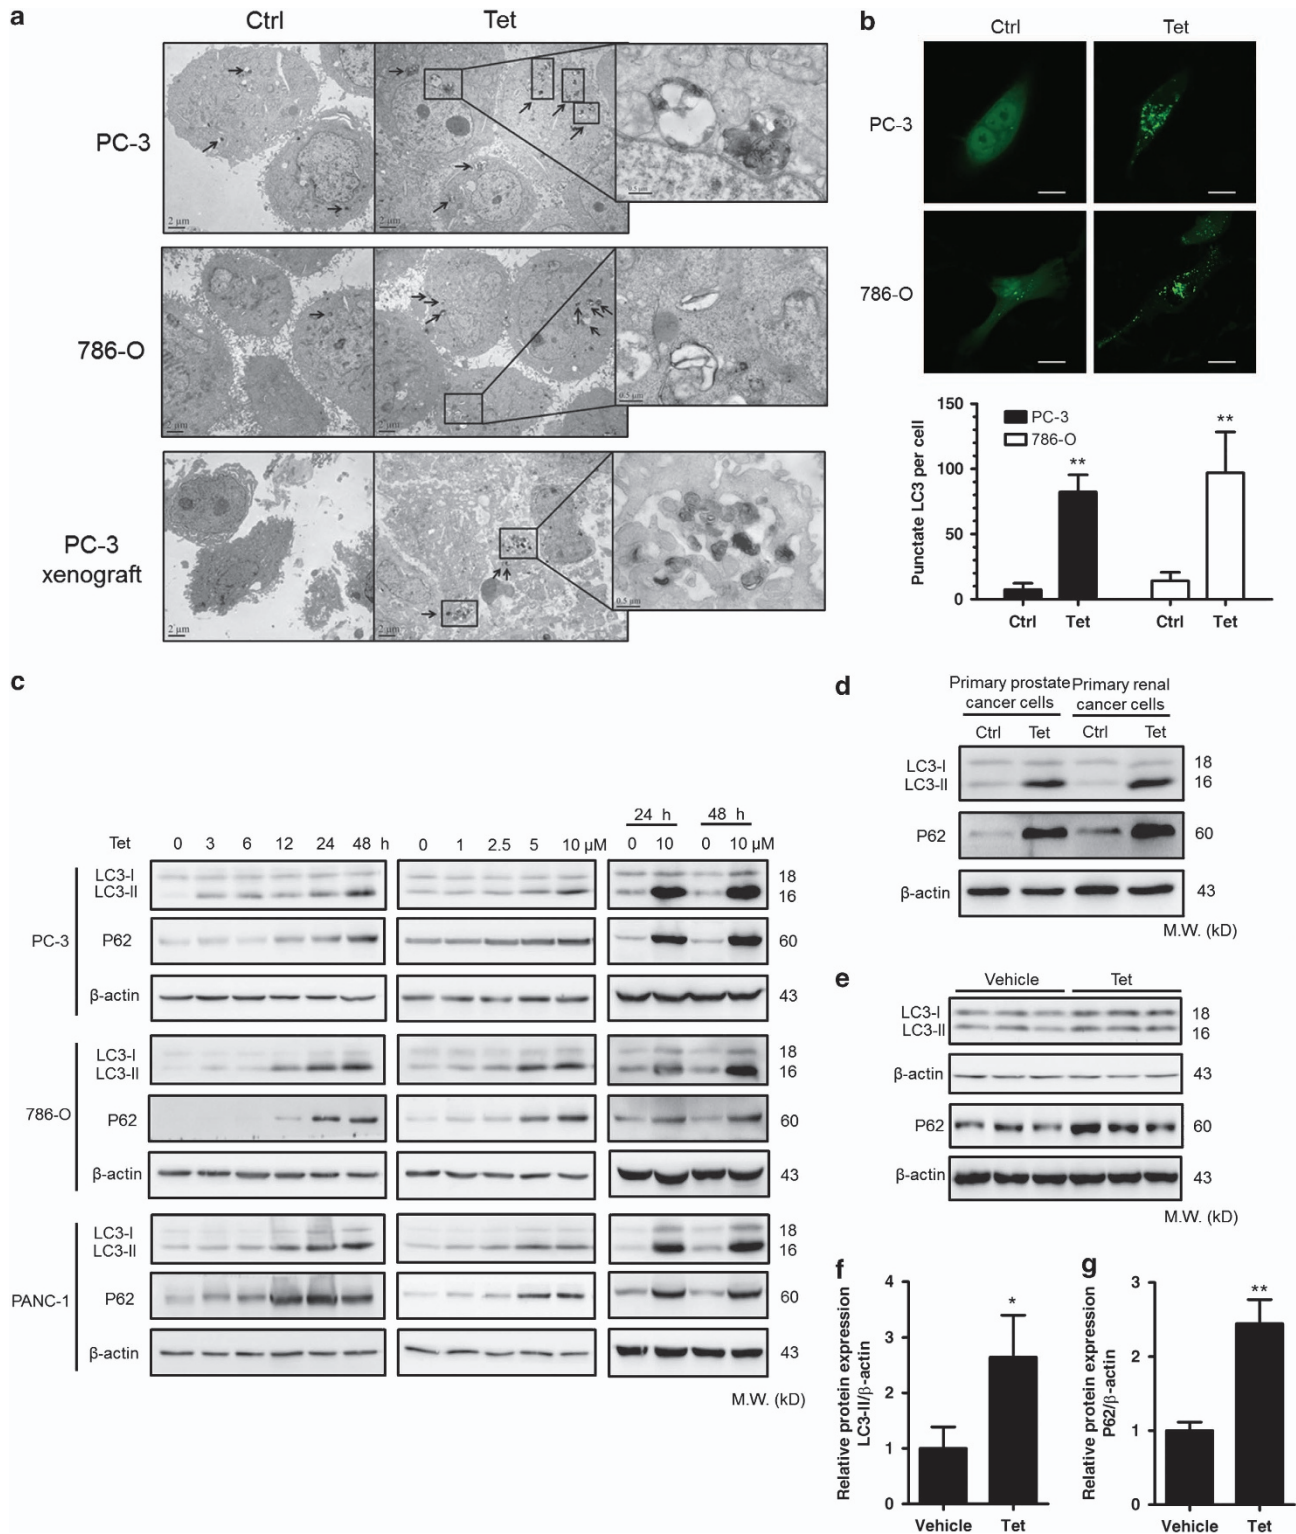 a
Ctrl Tet
PC-3
2 µm 2 µm 0.5 µm
786-O
2 µm 2 µm 0.5 µm
PC-3
xenograft
2 µm 2 µm 0.5 µm
b
Ctrl Tet
PC-3
786-O
Punctate LC3 per cell
150
100
50
0
PC-3
786-O
** **
Ctrl Tet Ctrl Tet
c
24 h 48 h
Tet 0 3 6 12 24 48 h 0 1 2.5 5 10 µM 0 10 0 10 µM
PC-3
LC3-I 18
LC3-II 16
P62 60
β-actin 43
786-O
LC3-I 18
LC3-II 16
P62 60
β-actin 43
PANC-1
LC3-I 18
LC3-II 16
P62 60
β-actin 43
M.W. (kD)
d
Primary prostate Primary renal
cancer cells cancer cells
Ctrl Tet Ctrl Tet
LC3-I 18
LC3-II 16
P62 60
β-actin 43
M.W. (kD)
e
Vehicle Tet
LC3-I 18
LC3-II 16
β-actin 43
P62 60
β-actin 43
M.W. (kD)
f
Relative protein expression
LC3-II/β-actin
4
3
2
1
0
*
Vehicle Tet
g
Relative protein expression
P62/β-actin
3
2
1
0
**
Vehicle Tet